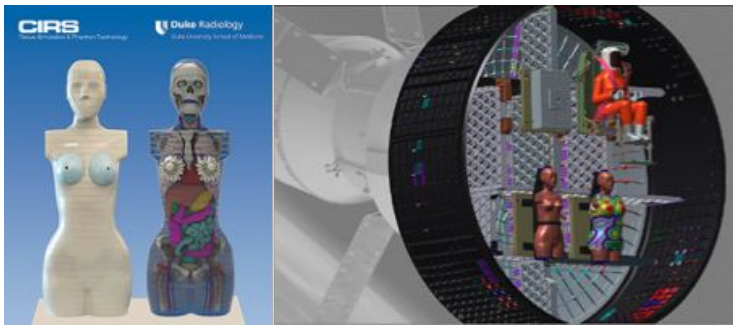 CIRS
Tissue Simulation & Phantom Technology
Duke Radiology
Duke University School of Medicine